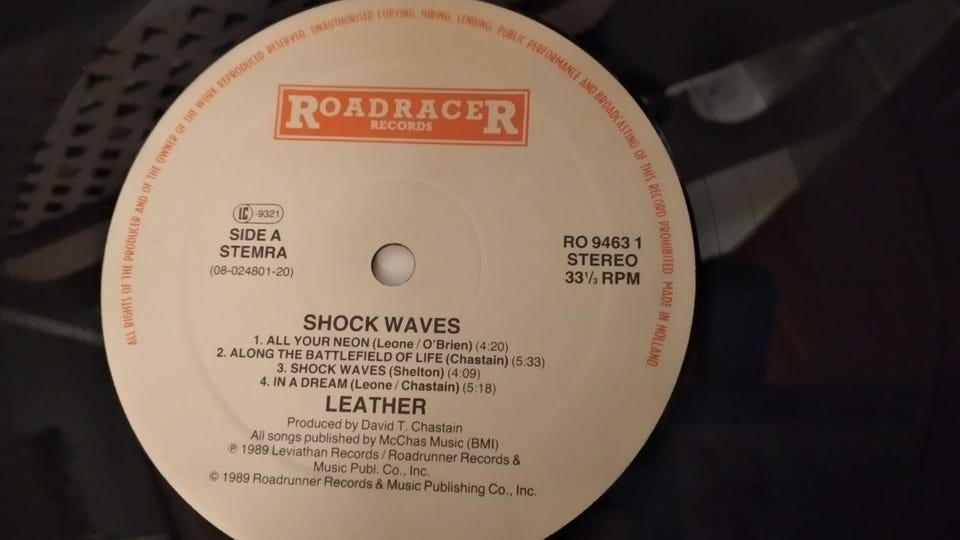 ALL RIGHTS OF THE PRODUCER AND OF THE OWNER OF THE WORK REPRODUCED RESERVED. UNAUTHORISED COPYING, HIRING, LENDING, PUBLIC PERFORMANCE AND BROADCASTING OF THIS RECORD PROHIBITED MADE IN HOLLAND.
ROADRACER
RECORDS
LC-9321
SIDE A
STEMRA
(08-024801-20)
RO 9463 1
STEREO
33⅓ RPM
SHOCK WAVES
1. ALL YOUR NEON (Leone / O'Brien) (4:20)
2. ALONG THE BATTLEFIELD OF LIFE (Chastain) (5:33)
3. SHOCK WAVES (Shelton) (4:09)
4. IN A DREAM (Leone / Chastain) (5:18)
LEATHER
Produced by David T. Chastain
All songs published by McChas Music (BMI)
℗ 1989 Leviathan Records / Roadrunner Records &
Music Publ. Co., Inc.
© 1989 Roadrunner Records & Music Publishing Co., Inc.